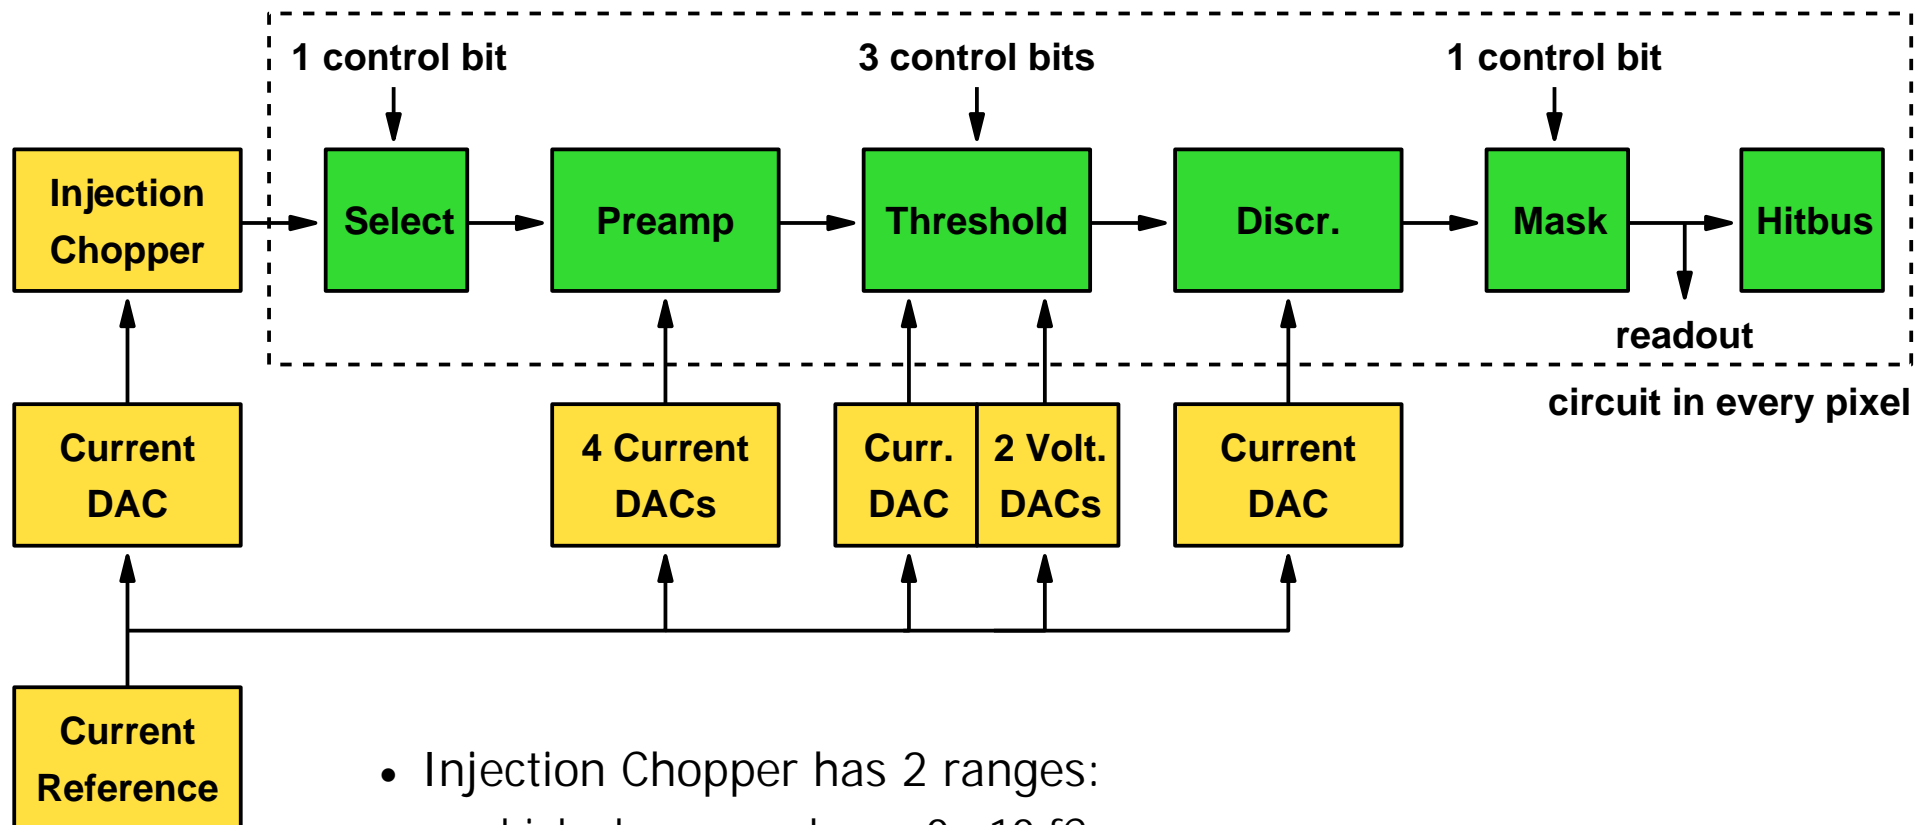 1 control bit
3 control bits
1 control bit
Injection
Chopper
Select
Preamp
Threshold
Discr.
Mask
Hitbus
readout
circuit in every pixel
Current
DAC
4 Current
DACs
Curr.
DAC
2 Volt.
DACs
Current
DAC
Current
Reference
• Injection Chopper has 2 ranges: